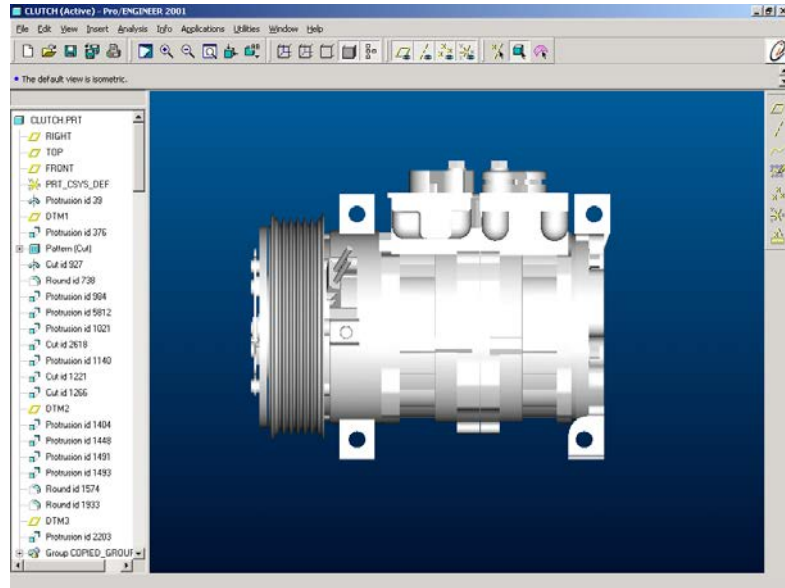 CLUTCH (Active) - Pro/ENGINEER 2001
File Edit View Insert Analysis Info Applications Utilities Window Help
The default view is isometric.
CLUTCH.PRT
RIGHT
TOP
FRONT
PRT_CSYS_DEF
Protrusion id 39
DTM1
Protrusion id 376
Pattern (Cut)
Cut id 927
Round id 738
Protrusion id 984
Protrusion id 5812
Protrusion id 1021
Cut id 2618
Protrusion id 1140
Cut id 1221
Cut id 1266
DTM2
Protrusion id 1404
Protrusion id 1448
Protrusion id 1491
Protrusion id 1493
Round id 1574
Round id 1933
DTM3
Protrusion id 2203
Group COPIED_GROUF